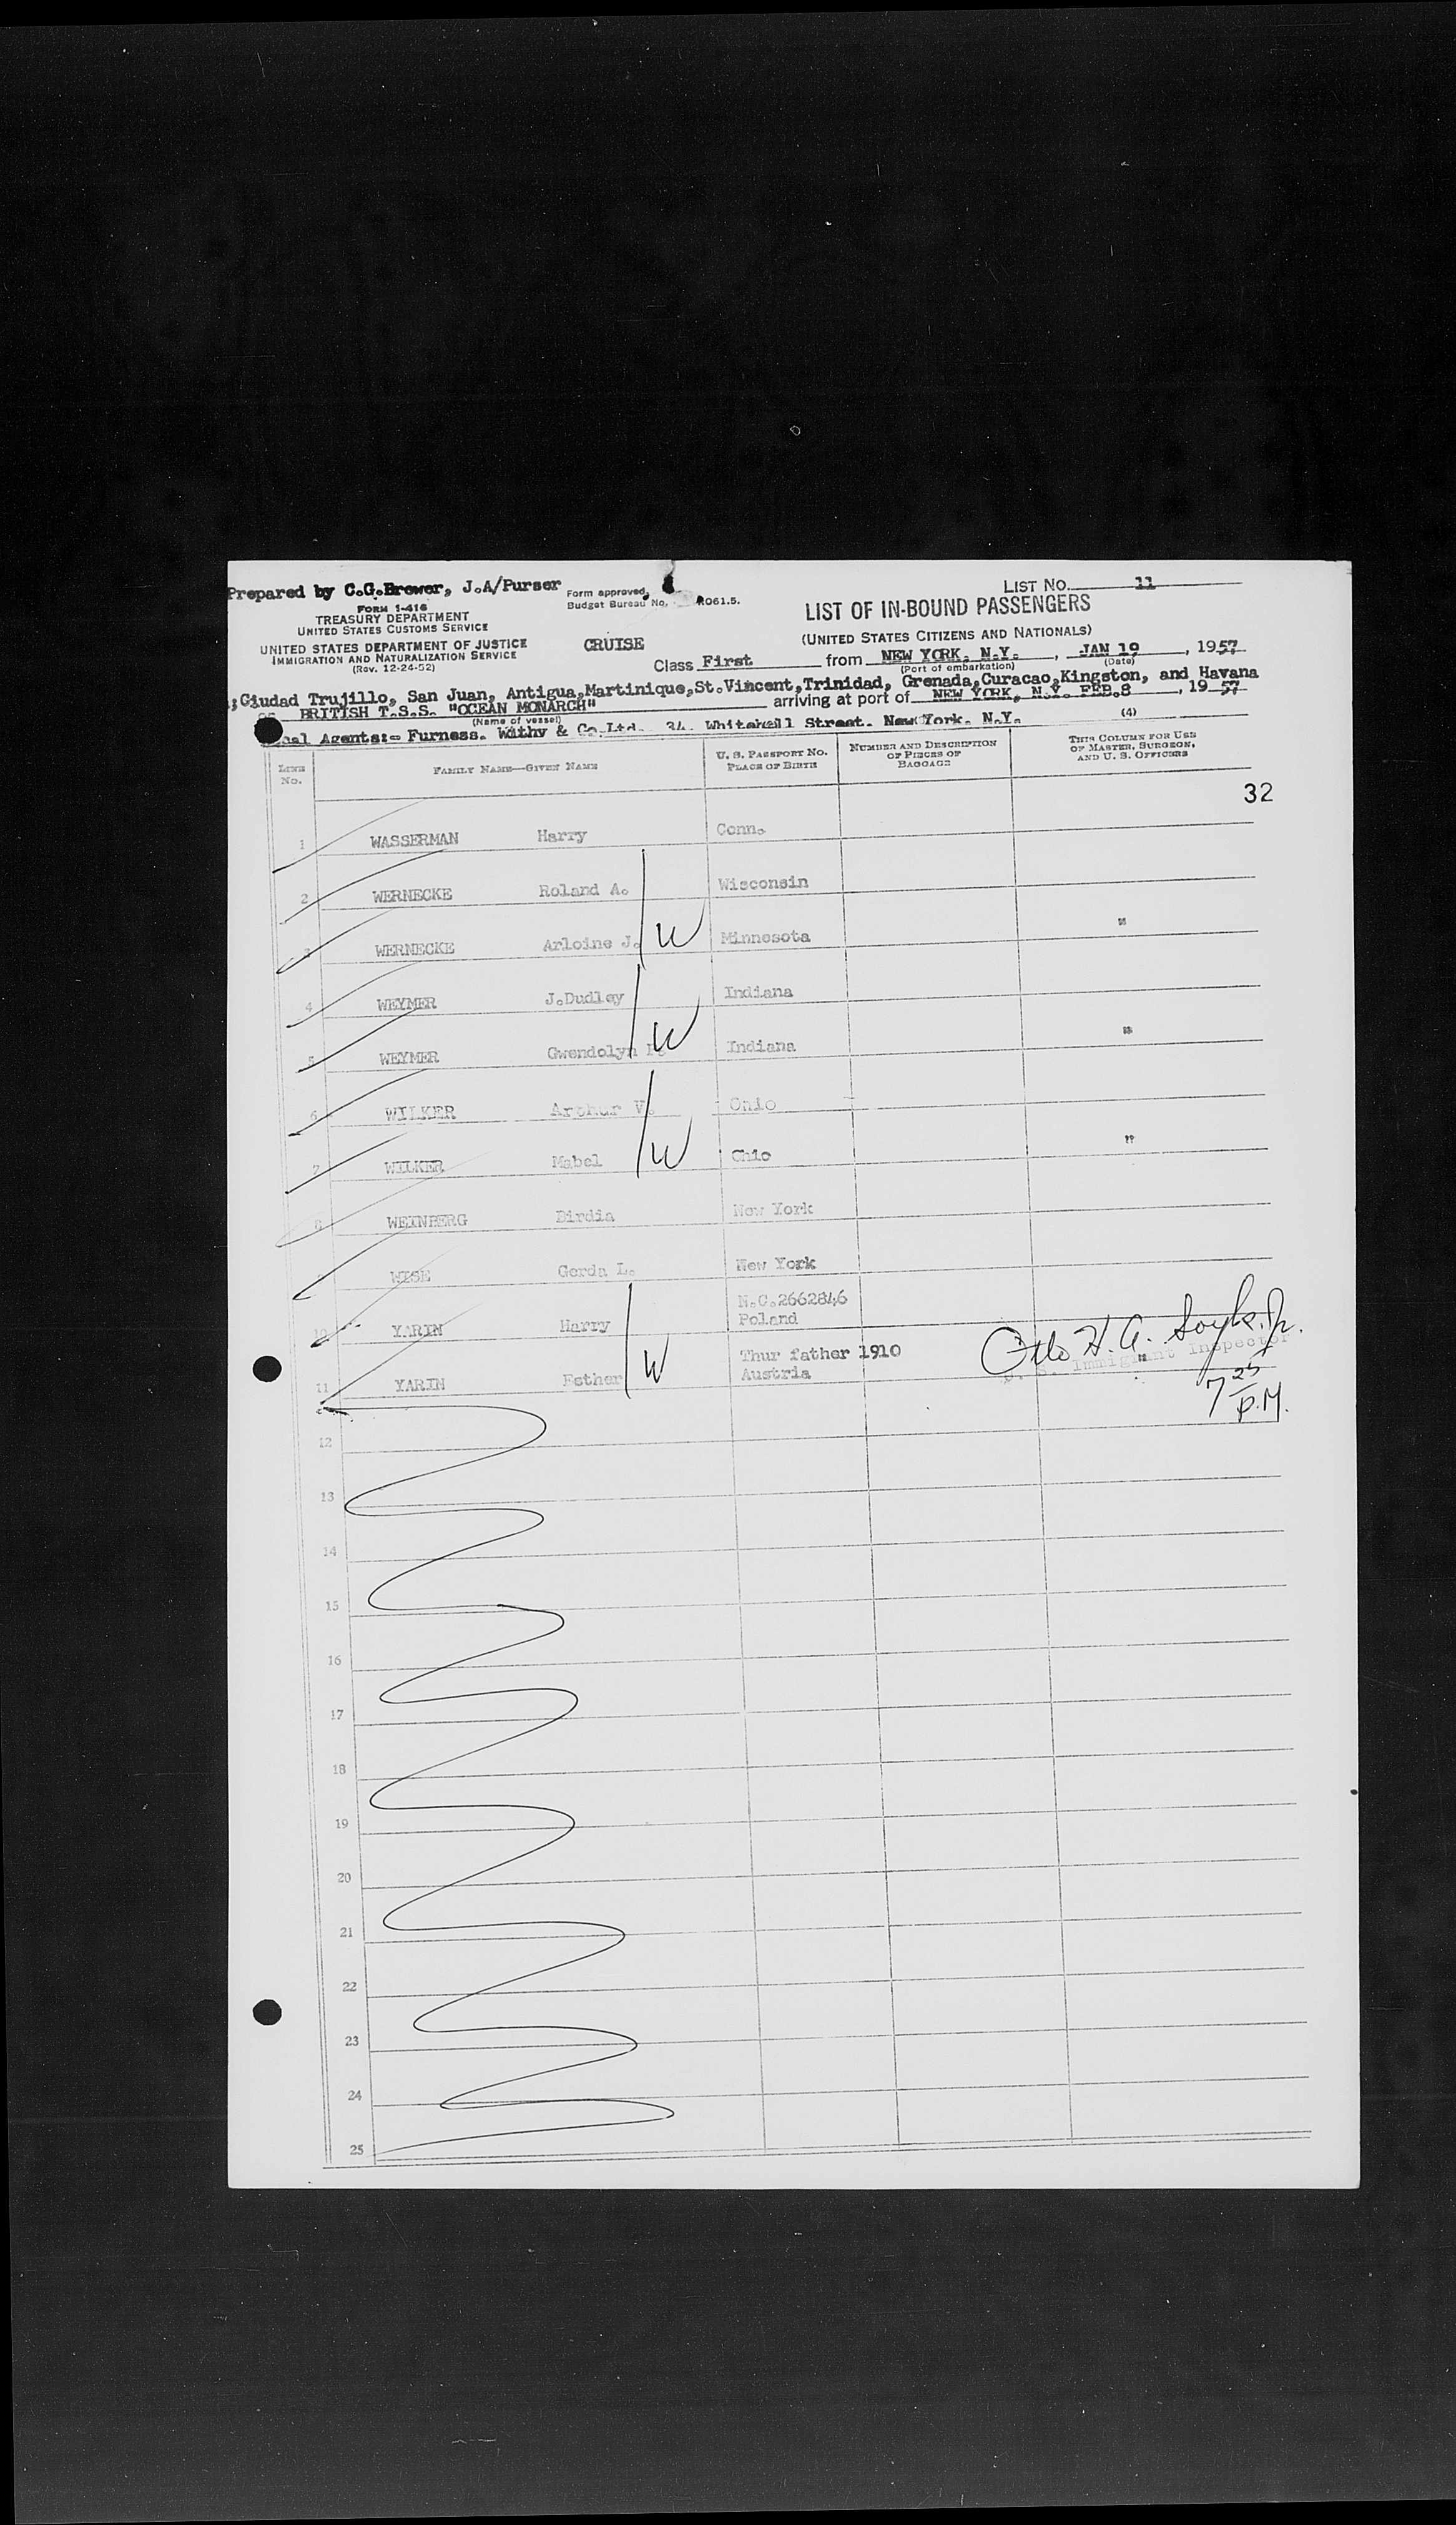 Prepared by C.G.Brewer, J.A/Purser
Form approved.
Budget Bureau No. R061.5.
LIST NO. 11
FORM I-416
TREASURY DEPARTMENT
UNITED STATES CUSTOMS SERVICE
LIST OF IN-BOUND PASSENGERS
UNITED STATES DEPARTMENT OF JUSTICE
IMMIGRATION AND NATURALIZATION SERVICE
(Rev. 12-24-52)
CRUISE
(UNITED STATES CITIZENS AND NATIONALS)
Class First from NEW YORK. N.Y. , JAN 19 , 1957
(Port of embarkation) (Date)
;Ciudad Trujillo, San Juan, Antigua,Martinique,St.Vincent,Trinidad, Grenada,Curacao,Kingston, and Havana
BRITISH T.S.S. "OCEAN MONARCH" arriving at port of NEW YORK, N.Y. FEB.8 , 1957
(Name of vessel)
Agents:- Furness. Withy & Co.Ltd. 34. Whitehall Street. New York. N.Y.
(4)
LINE No.
FAMILY NAME—GIVEN NAME
U. S. PASSPORT NO.
PLACE OF BIRTH
NUMBER AND DESCRIPTION OF PIECES OF BAGGAGE
THIS COLUMN FOR USE OF MASTER, SURGEON, AND U. S. OFFICERS
32
1 WASSERMAN Harry Conn.
2 WERNECKE Roland A. Wisconsin
3 WERNECKE Arloine J. W Minnesota "
4 WEYMER J.Dudley Indiana
5 WEYMER Gwendolyn W Indiana "
6 WILKER Arthur V. Ohio
7 WILKER Mabel W Ohio "
8 WEINBERG Birdia New York
9 WISE Gerda L. New York
N.C.2662846
10 YARIN Harry Poland
Thur father 1910
11 YARIN Esther W Austria "
Otto H. A. Soyk. Jr.
U. S. Immigrant Inspector
7 25 P.M.
12
13
14
15
16
17
18
19
20
21
22
23
24
25